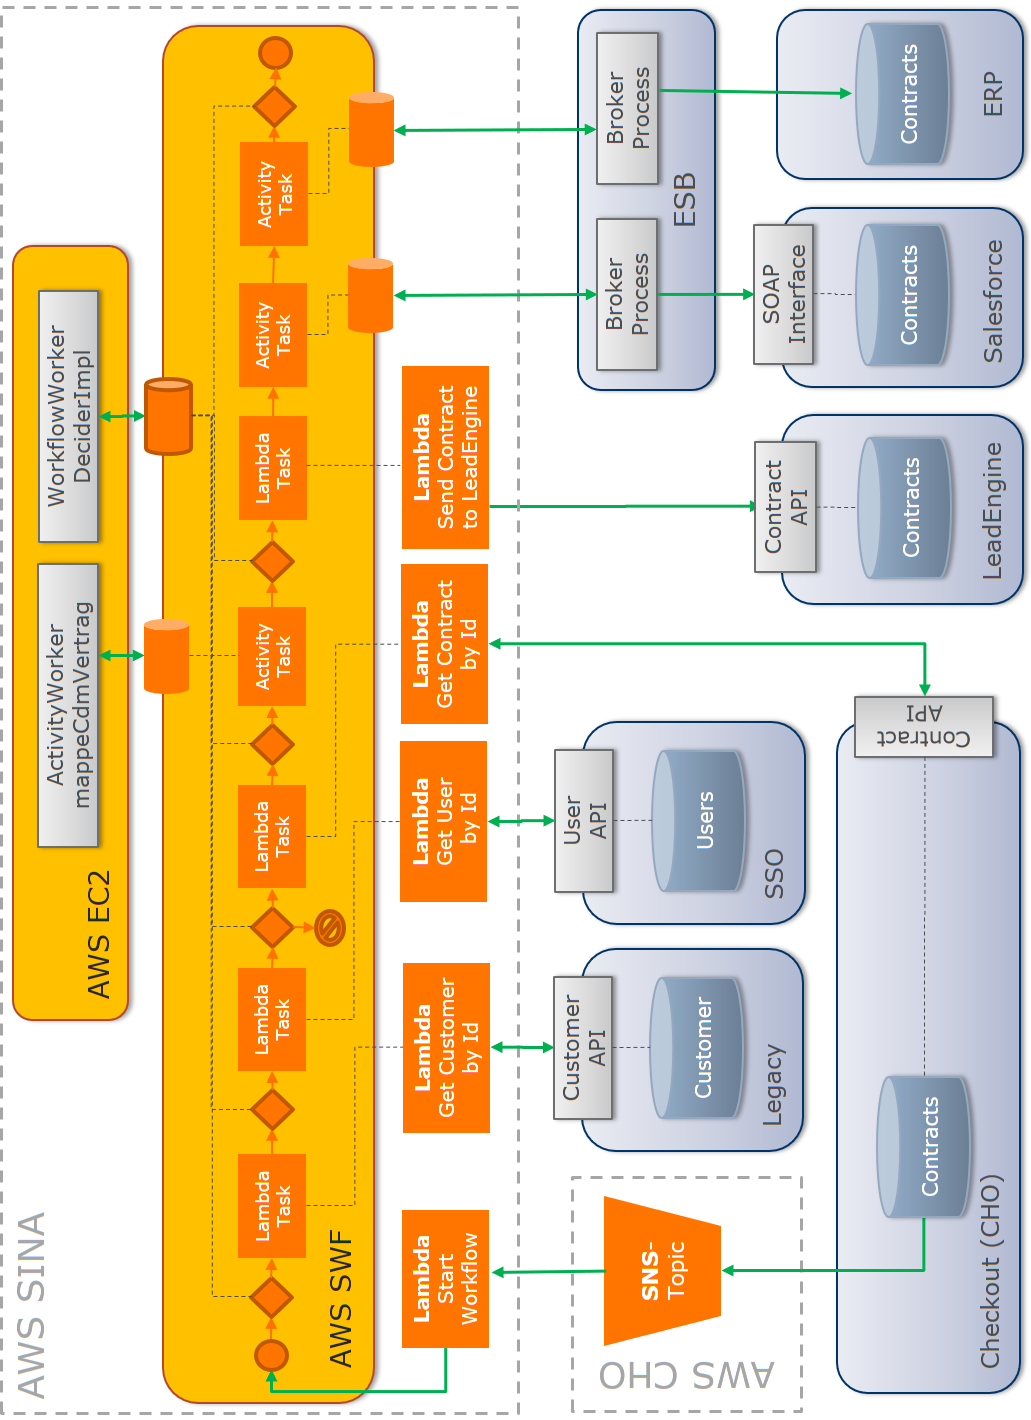 AWS SINA
AWS EC2
WorkflowWorker
DeciderImpl
ActivityWorker
mappeCdmVertrag
AWS SWF
Lambda
Task
Lambda
Task
Lambda
Task
Activity
Task
Lambda
Task
Activity
Task
Activity
Task
Lambda
Start
Workflow
Lambda
Get Customer
by Id
Lambda
Get User
by Id
Lambda
Get Contract
by Id
Lambda
Send Contract
to LeadEngine
AWS CHO
SNS-
Topic
Customer
API
Customer
Legacy
User
API
Users
SSO
Broker
Process
Broker
Process
ESB
Contracts
Checkout (CHO)
Contract
API
Contract
API
Contracts
LeadEngine
SOAP
Interface
Contracts
Salesforce
Contracts
ERP